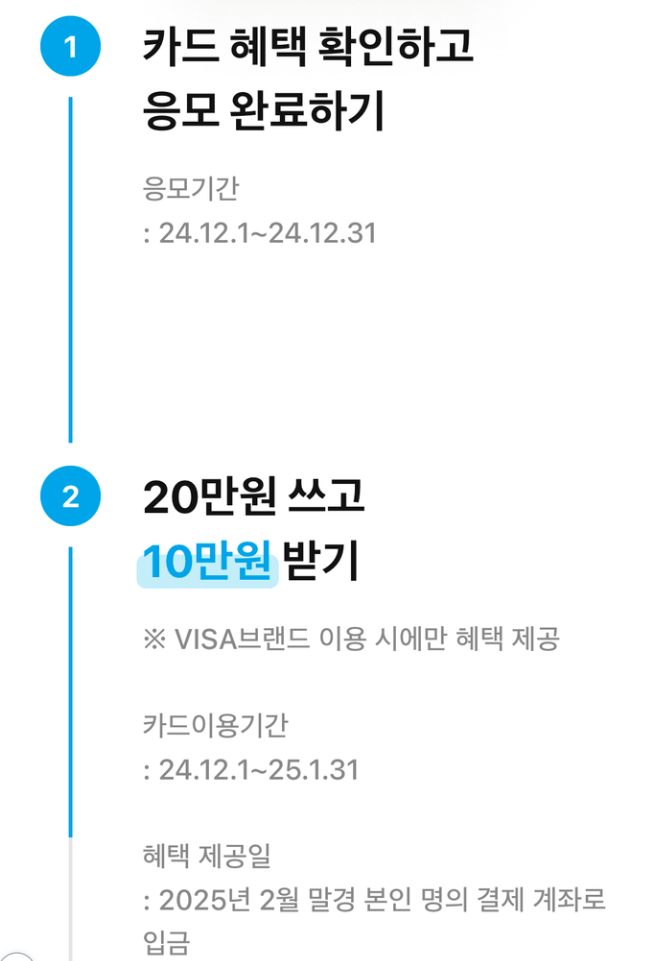 1
카드 혜택 확인하고
응모 완료하기
응모기간
: 24.12.1~24.12.31
2
20만원 쓰고
10만원 받기
※ VISA브랜드 이용 시에만 혜택 제공
카드이용기간
: 24.12.1~25.1.31
혜택 제공일
: 2025년 2월 말경 본인 명의 결제 계좌로
입금